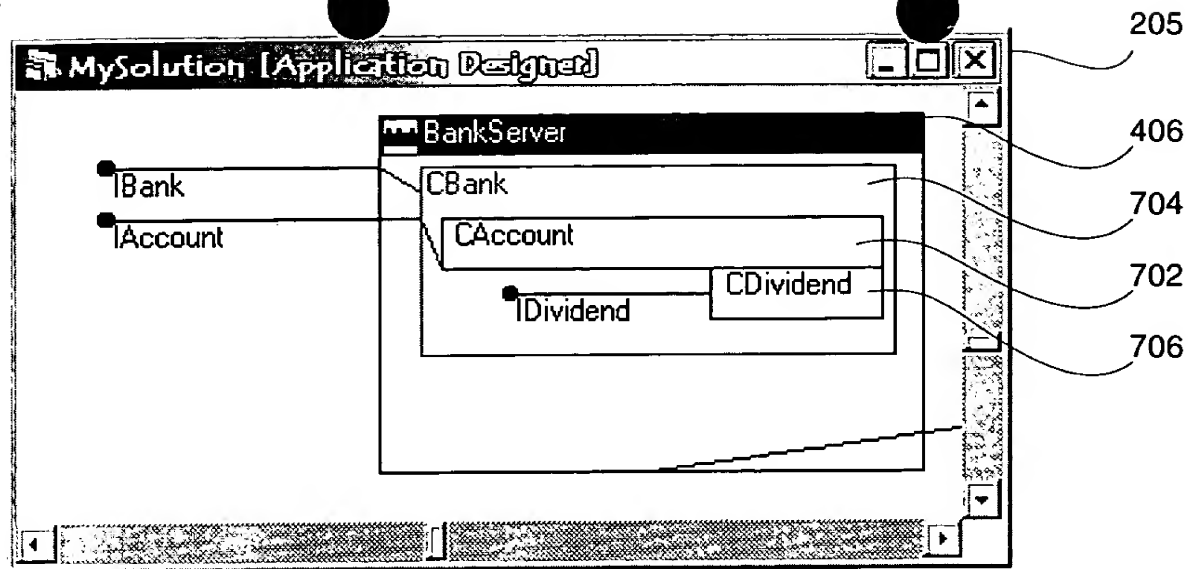 205
MySolution [Application Designer]
BankServer
406
IBank
CBank
704
IAccount
CAccount
702
CDividend
IDividend
706